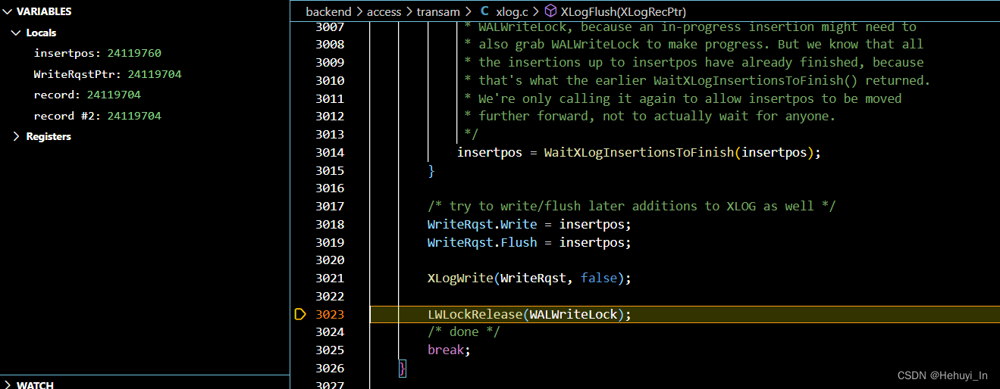 VARIABLES
Locals
insertpos: 24119760
WriteRqstPtr: 24119704
record: 24119704
record #2: 24119704
Registers
WATCH
backend > access > transam > C xlog.c > XLogFlush(XLogRecPtr)
3007 * WALWriteLock, because an in-progress insertion might need to
3008 * also grab WALWriteLock to make progress. But we know that all
3009 * the insertions up to insertpos have already finished, because
3010 * that's what the earlier WaitXLogInsertionsToFinish() returned.
3011 * We're only calling it again to allow insertpos to be moved
3012 * further forward, not to actually wait for anyone.
3013 */
3014 insertpos = WaitXLogInsertionsToFinish(insertpos);
3015 }
3016
3017 /* try to write/flush later additions to XLOG as well */
3018 WriteRqst.Write = insertpos;
3019 WriteRqst.Flush = insertpos;
3020
3021 XLogWrite(WriteRqst, false);
3022
3023 LWLockRelease(WALWriteLock);
3024 /* done */
3025 break;
3026 }
3027
CSDN @Hehuyi_In